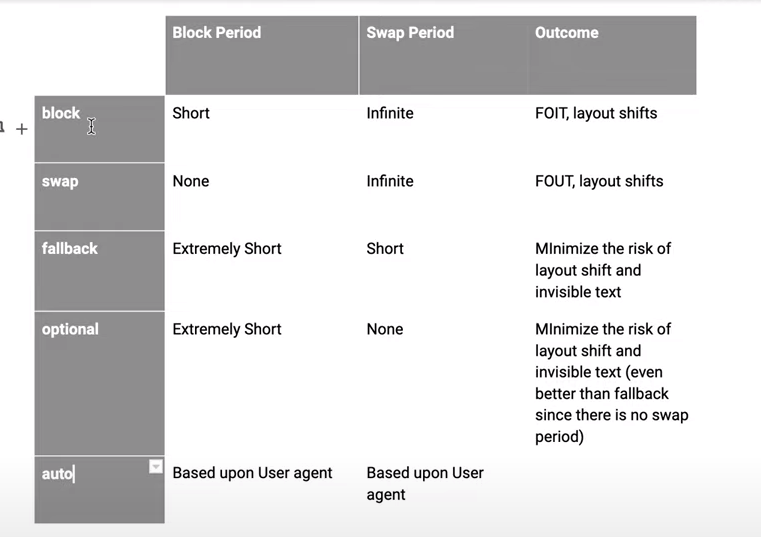 Block Period
Swap Period
Outcome
block
Short
Infinite
FOIT, layout shifts
swap
None
Infinite
FOUT, layout shifts
fallback
Extremely Short
Short
MInimize the risk of
layout shift and
invisible text
optional
Extremely Short
None
MInimize the risk of
layout shift and
invisible text (even
better than fallback
since there is no swap
period)
auto
Based upon User agent
Based upon User
agent